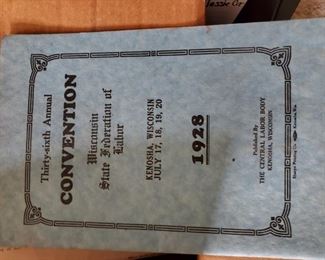 Thirty-sixth Annual
CONVENTION
Wisconsin
State Federation of
Labor
KENOSHA, WISCONSIN
JULY 17, 18, 19, 20
1928
Published By
THE CENTRAL LABOR BODY
KENOSHA, WISCONSIN